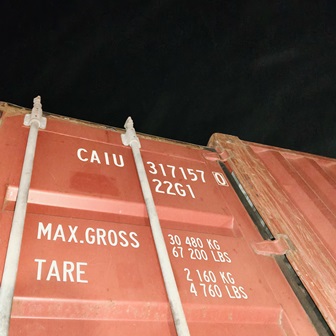 CAIU 317157 0
22G1
MAX.GROSS 30 480 KG
67 200 LBS
TARE 2 160 KG
4 760 LBS